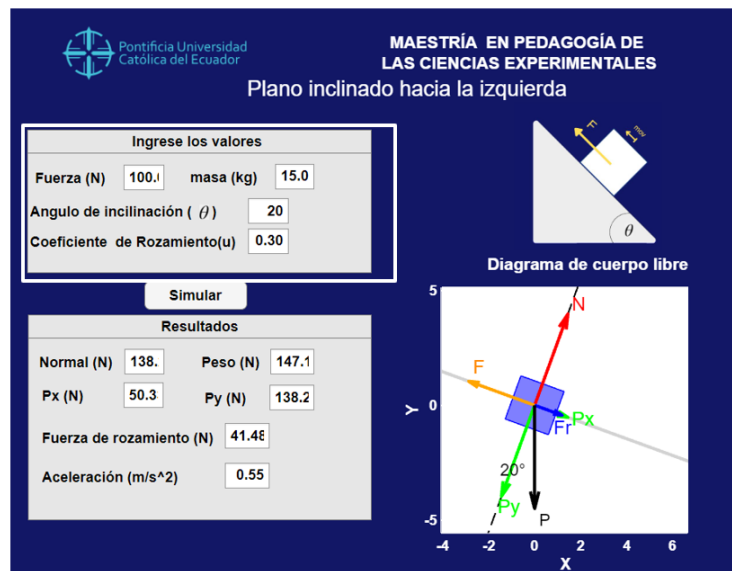 Pontificia Universidad
Católica del Ecuador
MAESTRÍA EN PEDAGOGÍA DE
LAS CIENCIAS EXPERIMENTALES
Plano inclinado hacia la izquierda
Ingrese los valores
Fuerza (N) 100.( masa (kg) 15.0
Angulo de incilinación ( θ ) 20
Coeficiente de Rozamiento(u) 0.30
Simular
Resultados
Normal (N) 138. Peso (N) 147.1
Px (N) 50.3 Py (N) 138.2
Fuerza de rozamiento (N) 41.48
Aceleración (m/s^2) 0.55
F
mov
θ
Diagrama de cuerpo libre
5
N
F
Y
0
Px
Fr
20°
Py
P
-5
-4 -2 0 2 4 6
X